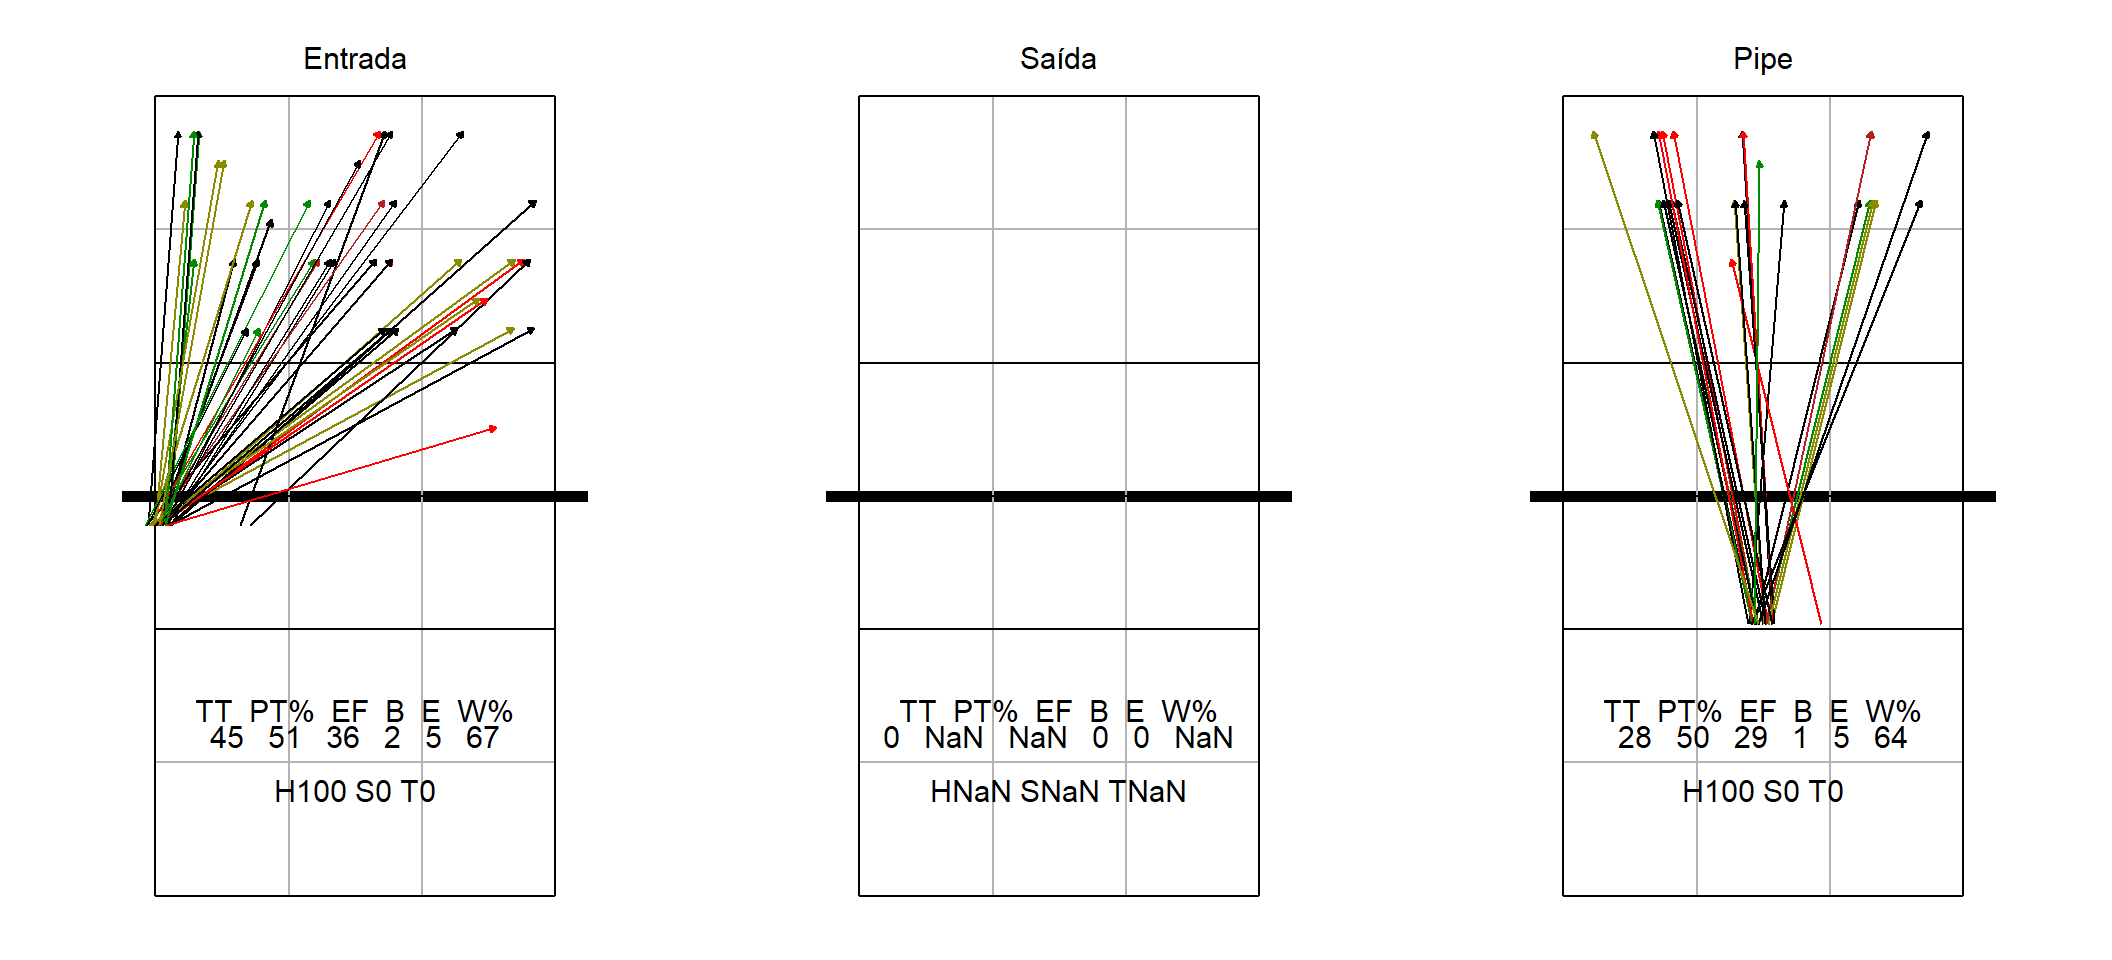 Entrada
TT PT% EF B E W%
45 51 36 2 5 67
H100 S0 T0
Saída
TT PT% EF B E W%
0 NaN NaN 0 0 NaN
HNaN SNaN TNaN
Pipe
TT PT% EF B E W%
28 50 29 1 5 64
H100 S0 T0